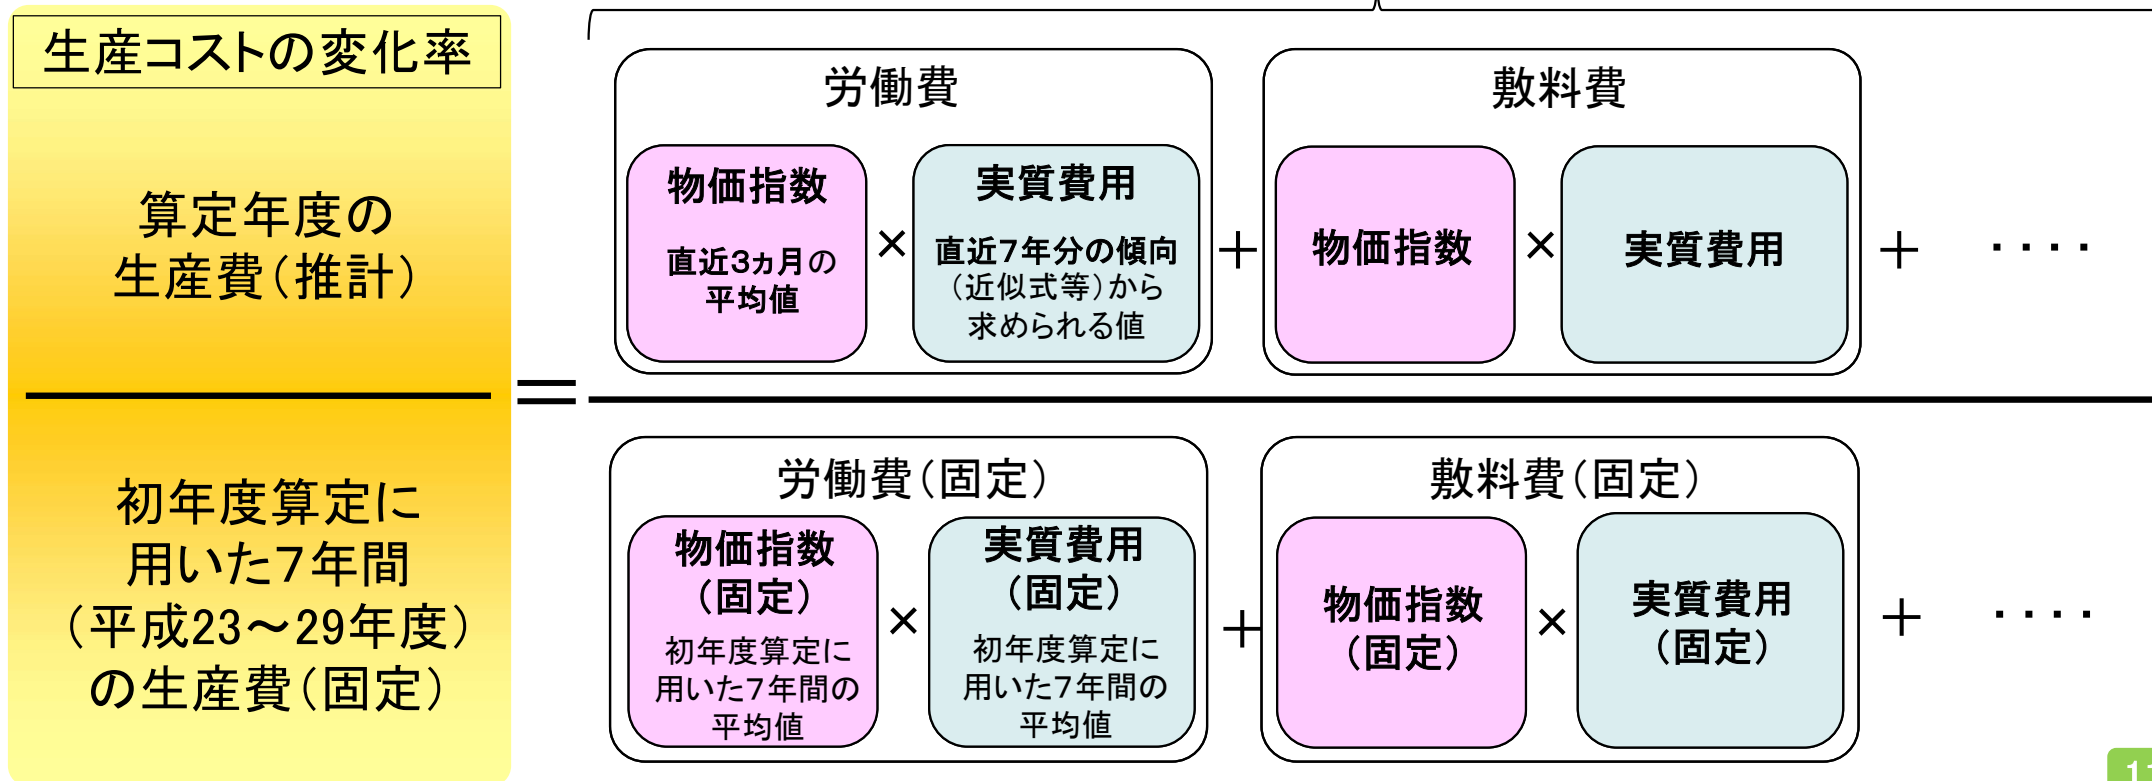 生産コストの変化率
算定年度の
生産費（推計）
初年度算定に
用いた7年間
（平成23～29年度）
の生産費（固定）
＝
労働費
物価指数
直近3ヵ月の
平均値
×
実質費用
直近7年分の傾向
（近似式等）から
求められる値
＋
敷料費
物価指数
×
実質費用
＋
・・・・
労働費（固定）
物価指数
（固定）
初年度算定に
用いた7年間の
平均値
×
実質費用
（固定）
初年度算定に
用いた7年間の
平均値
＋
敷料費（固定）
物価指数
（固定）
×
実質費用
（固定）
＋
・・・・